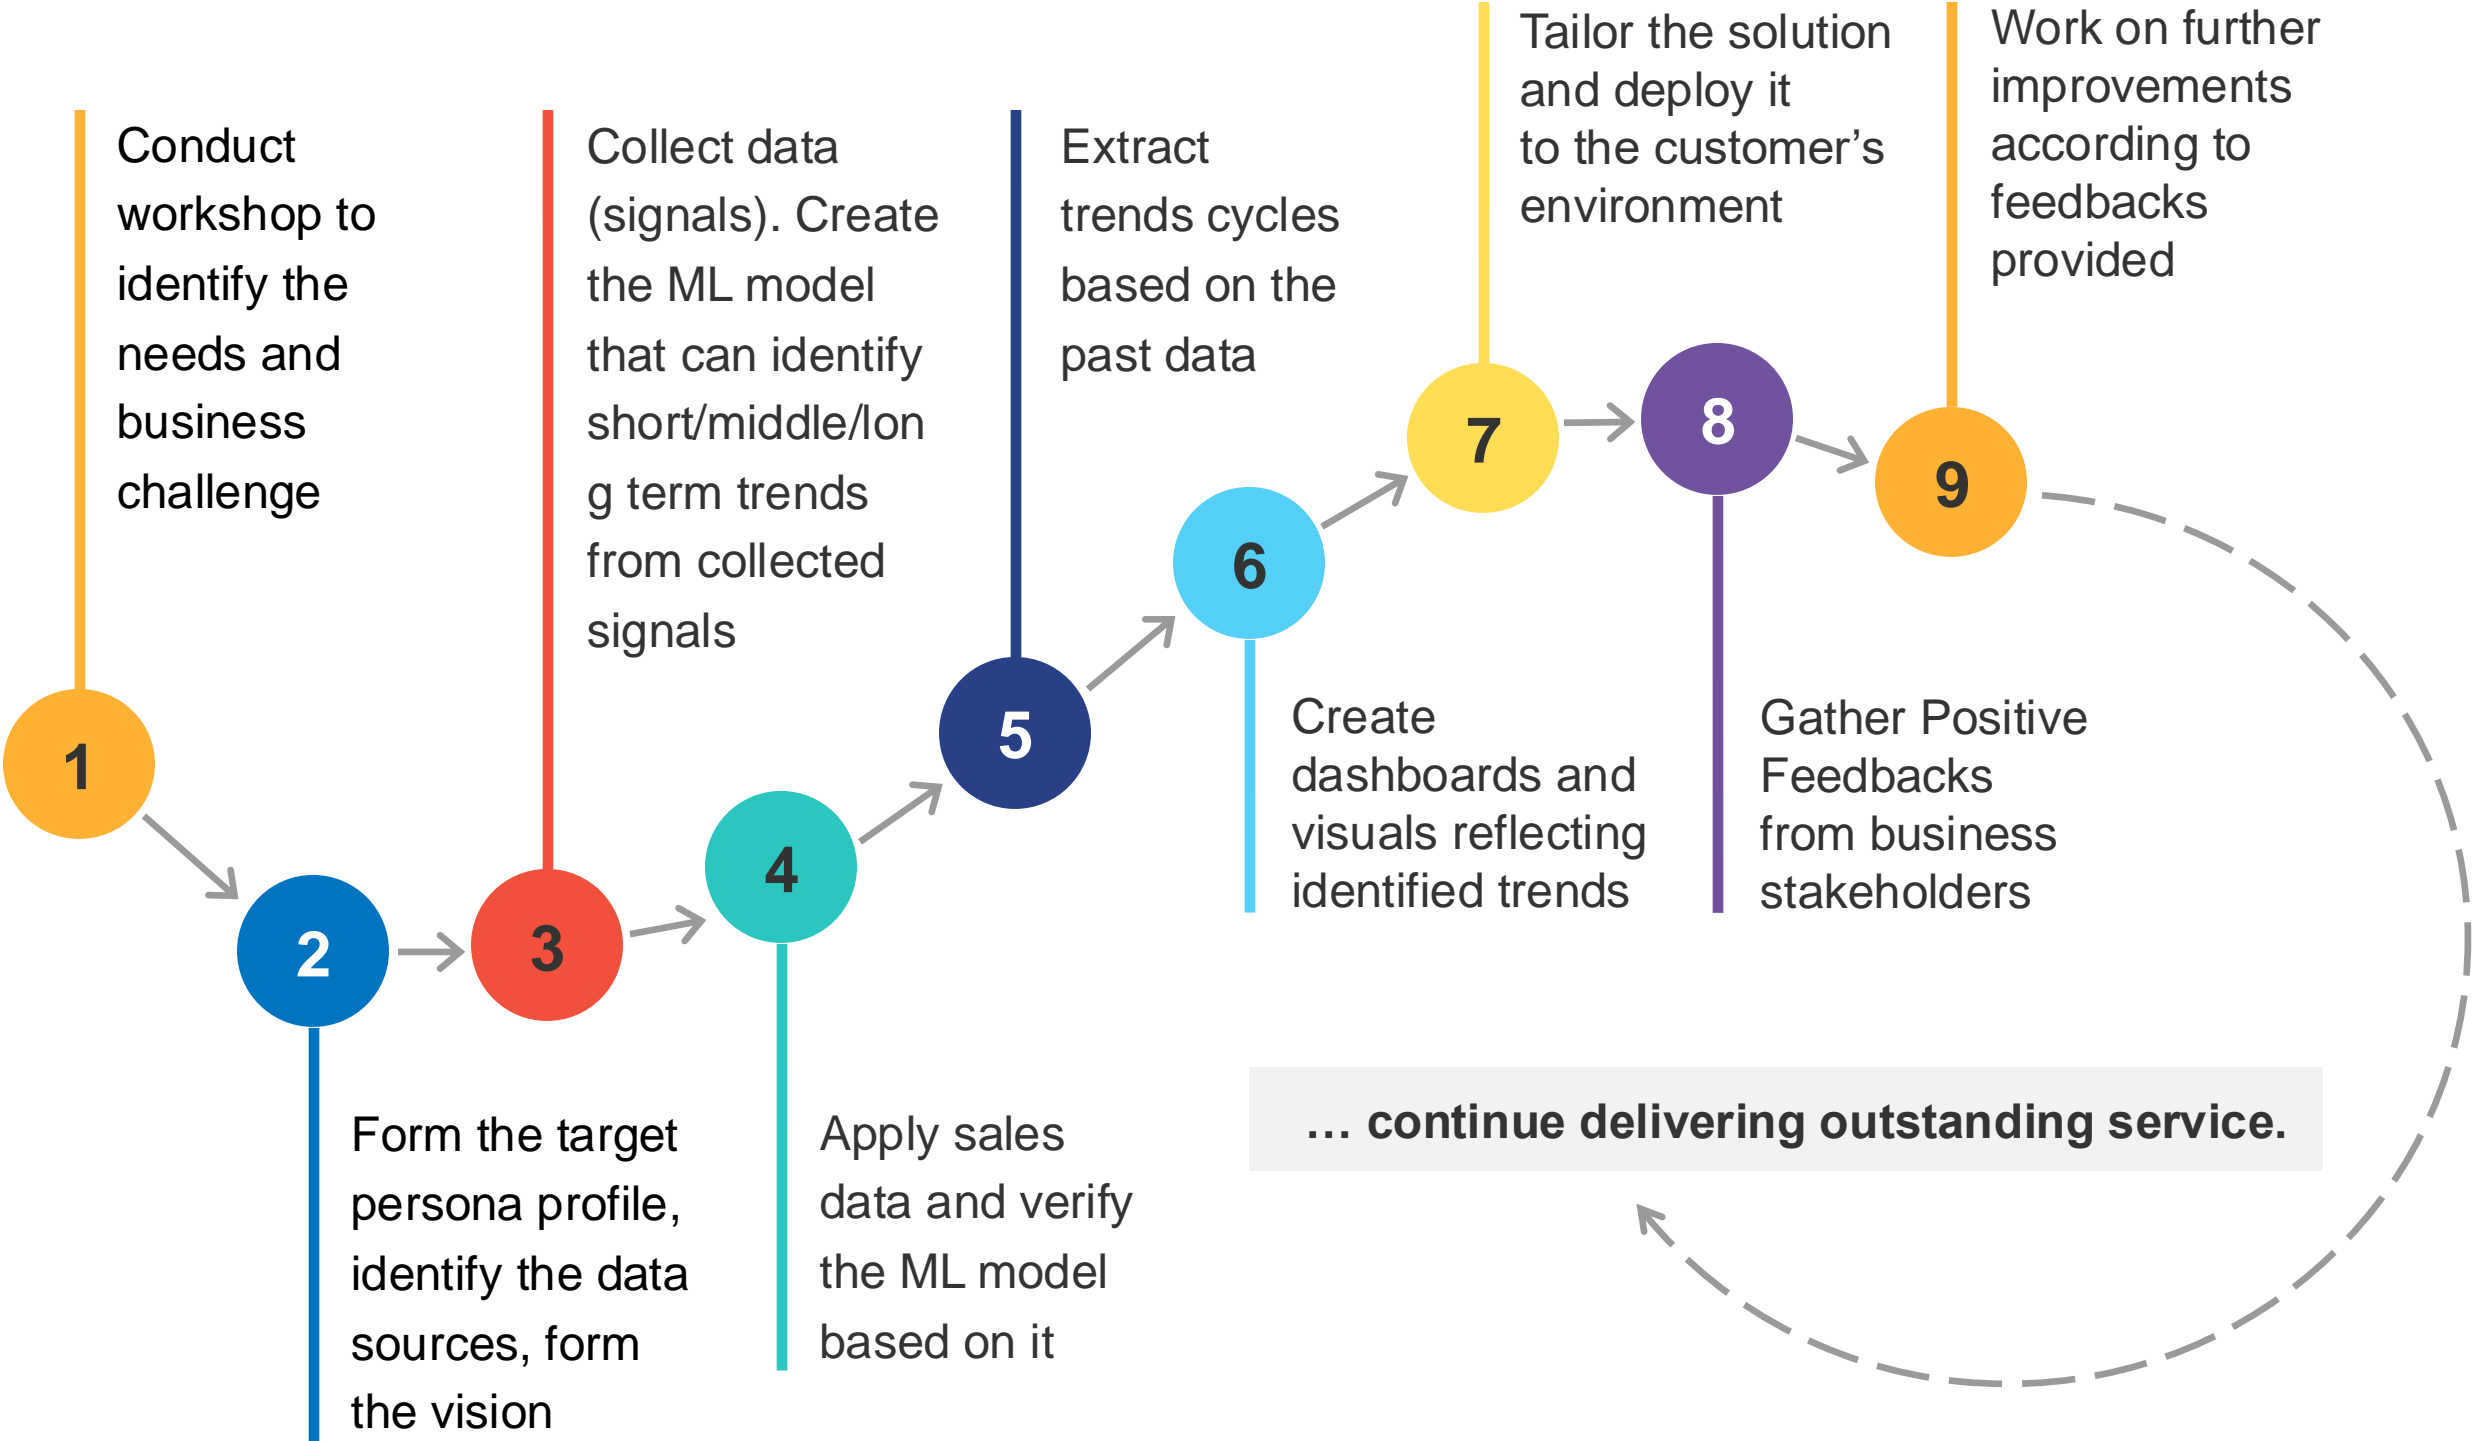 1
Conduct
workshop to
identify the
needs and
business
challenge
2
Form the target
persona profile,
identify the data
sources, form
the vision
3
Collect data
(signals). Create
the ML model
that can identify
short/middle/lon
g term trends
from collected
signals
4
Apply sales
data and verify
the ML model
based on it
5
Extract
trends cycles
based on the
past data
6
Create
dashboards and
visuals reflecting
identified trends
7
Tailor the solution
and deploy it
to the customer’s
environment
8
Gather Positive
Feedbacks
from business
stakeholders
9
Work on further
improvements
according to
feedbacks
provided
… continue delivering outstanding service.